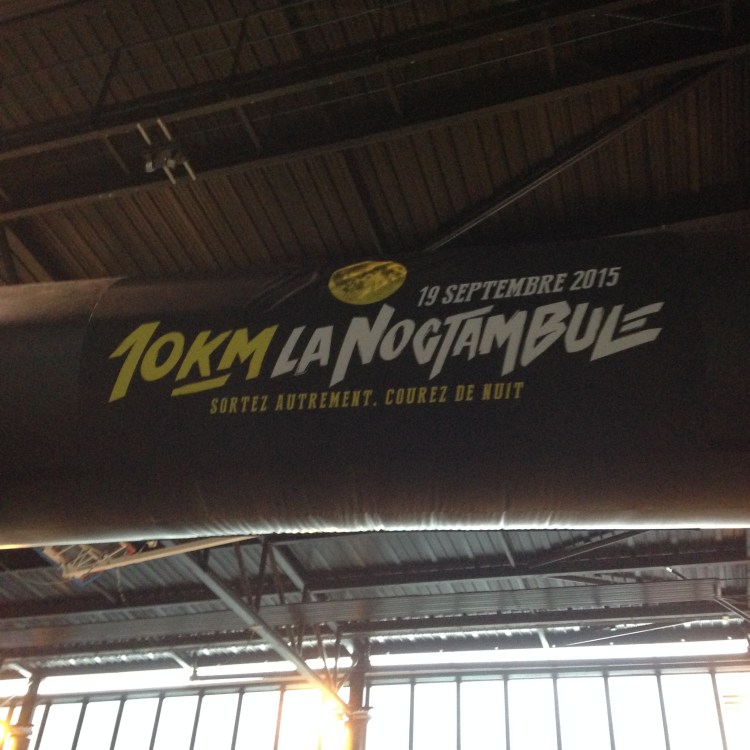 19 SEPTEMBRE 2015
10KM LA NOCTAMBULE
SORTEZ AUTREMENT. COUREZ DE NUIT